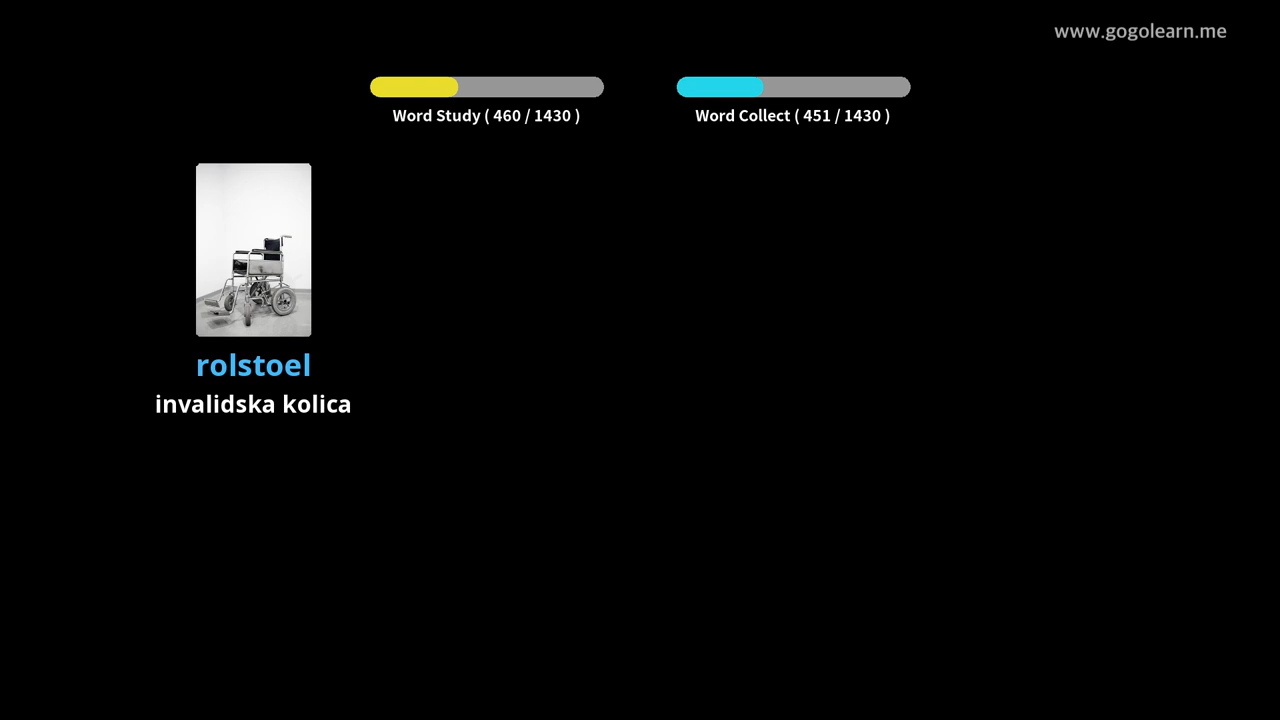 www.gogolearn.me
Word Study ( 460 / 1430 )
Word Collect ( 451 / 1430 )
rolstoel
invalidska kolica